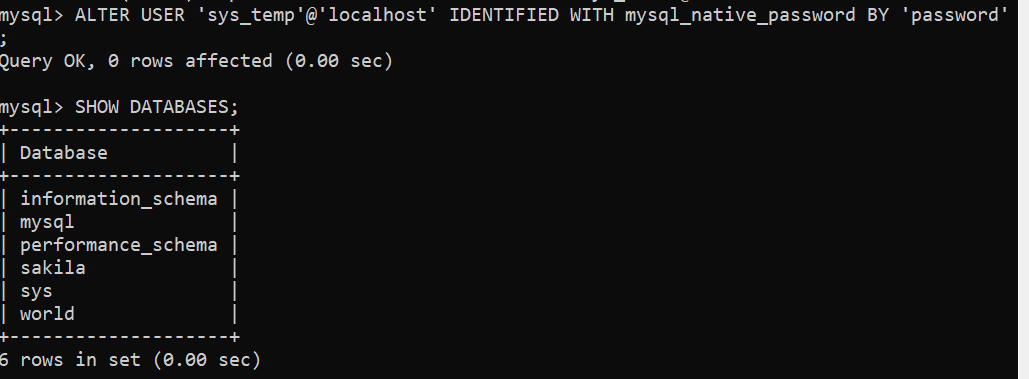 mysql> ALTER USER 'sys_temp'@'localhost' IDENTIFIED WITH mysql_native_password BY 'password'
;
Query OK, 0 rows affected (0.00 sec)
mysql> SHOW DATABASES;
+--------------------+
| Database           |
+--------------------+
| information_schema |
| mysql              |
| performance_schema |
| sakila             |
| sys                |
| world              |
+--------------------+
6 rows in set (0.00 sec)